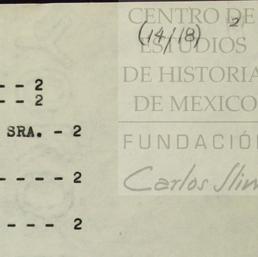 CENTRO DE
(14/18) 2
ESTUDIOS
DE HISTORIA
DE MEXICO
FUNDACIÓN
Carlos Slim
- - 2
- - 2
SRA. - 2
- - - - - 2
- - - - 2